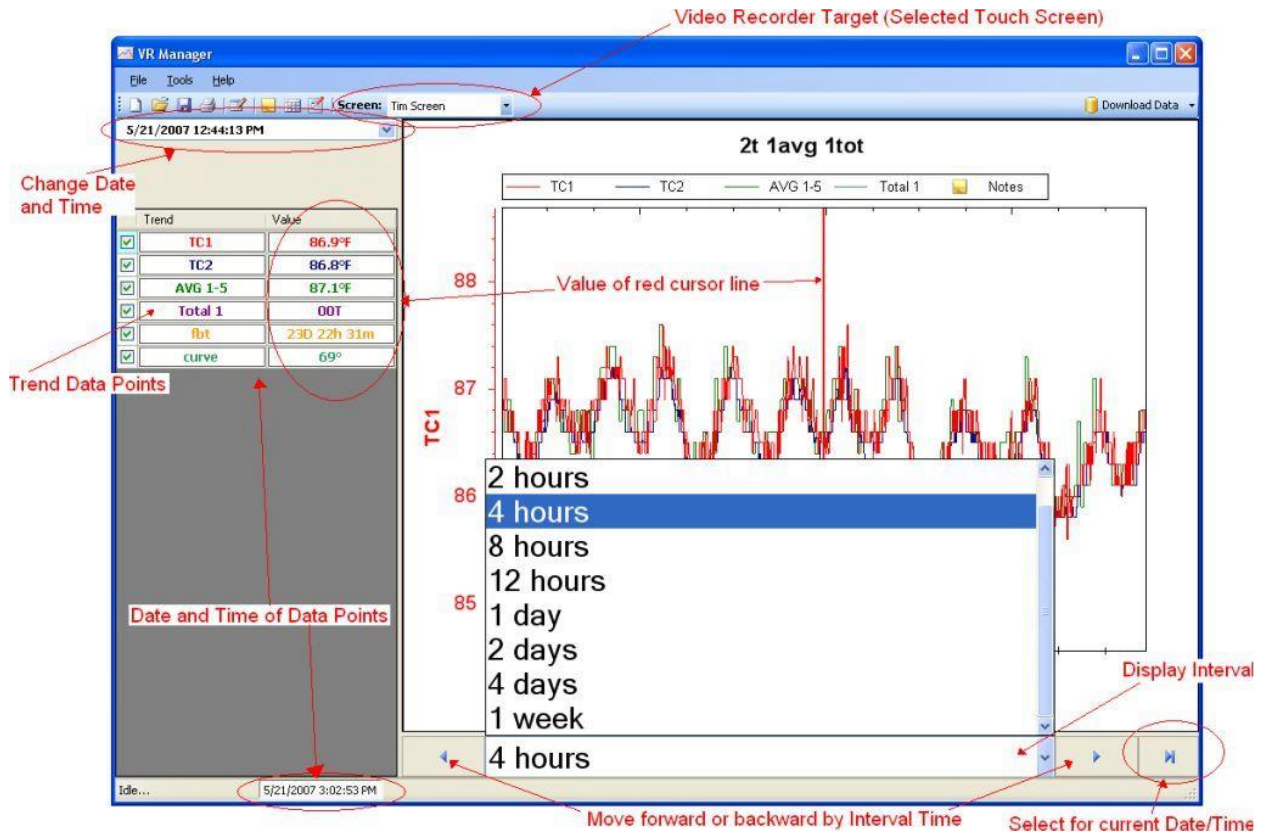 Video Recorder Target (Selected Touch Screen)
VR Manager
File Tools Help
Screen: Tim Screen
Download Data
5/21/2007 12:44:13 PM
Change Date
and Time
2t 1avg 1tot
TC1 TC2 AVG 1-5 Total 1 Notes
Trend Value
TC1 86.9°F
TC2 86.8°F
AVG 1-5 87.1°F
Total 1 00T
fbt 23D 22h 31m
curve 69°
Trend Data Points
Value of red cursor line
88
87
86
85
TC1
2 hours
4 hours
8 hours
12 hours
1 day
2 days
4 days
1 week
Date and Time of Data Points
Display Interval
4 hours
Idle...
5/21/2007 3:02:53 PM
Move forward or backward by Interval Time
Select for current Date/Time